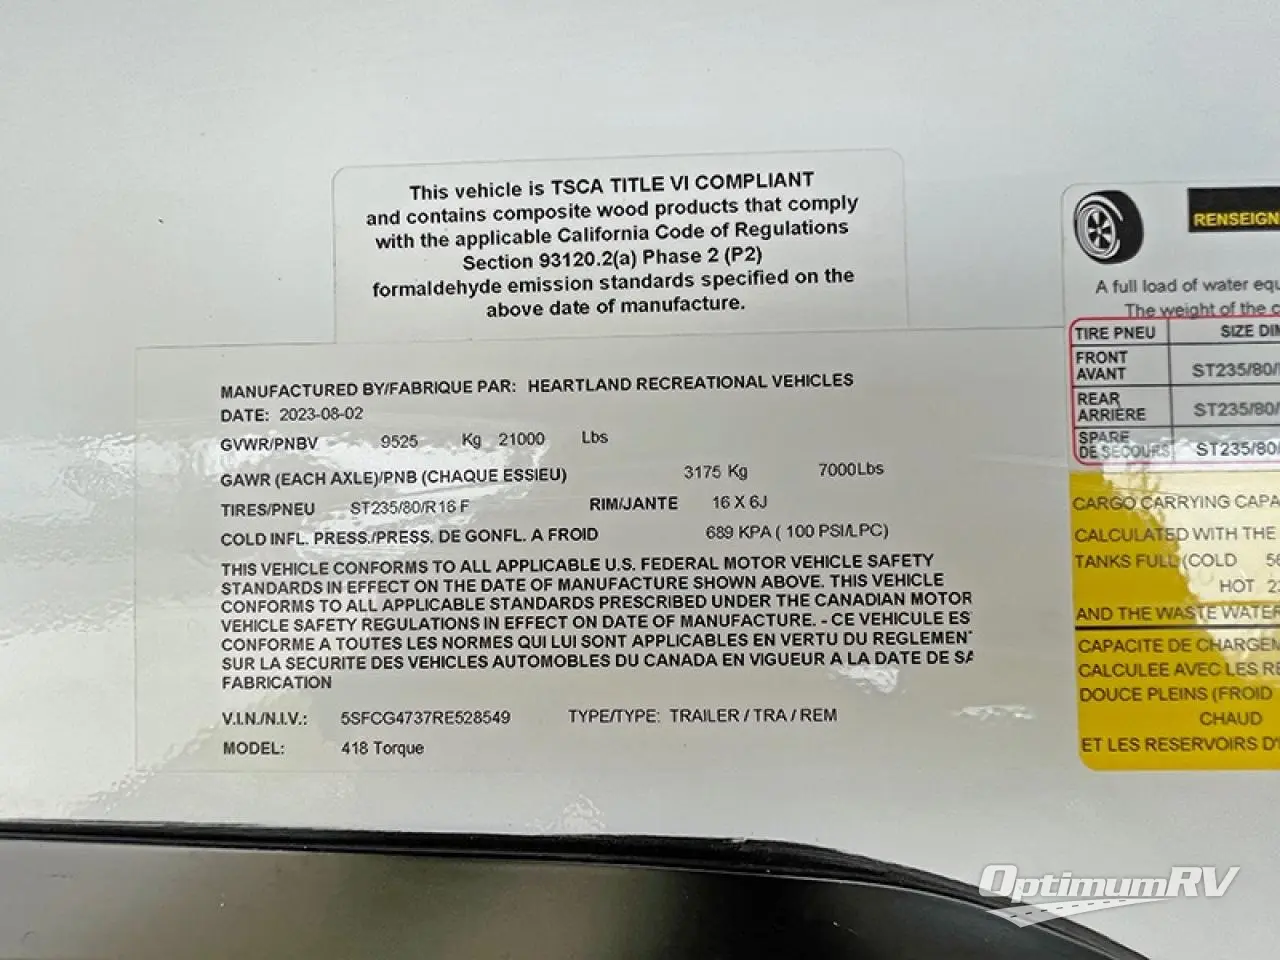 This vehicle is TSCA TITLE VI COMPLIANT
and contains composite wood products that comply
with the applicable California Code of Regulations
Section 93120.2(a) Phase 2 (P2)
formaldehyde emission standards specified on the
above date of manufacture.
MANUFACTURED BY/FABRIQUE PAR: HEARTLAND RECREATIONAL VEHICLES
DATE: 2023-08-02
GVWR/PNBV 9525 Kg 21000 Lbs
GAWR (EACH AXLE)/PNB (CHAQUE ESSIEU) 3175 Kg 7000Lbs
TIRES/PNEU ST235/80/R16 F RIM/JANTE 16 X 6J
COLD INFL. PRESS./PRESS. DE GONFL. A FROID 689 KPA ( 100 PSI/LPC)
THIS VEHICLE CONFORMS TO ALL APPLICABLE U.S. FEDERAL MOTOR VEHICLE SAFETY
STANDARDS IN EFFECT ON THE DATE OF MANUFACTURE SHOWN ABOVE. THIS VEHICLE
CONFORMS TO ALL APPLICABLE STANDARDS PRESCRIBED UNDER THE CANADIAN MOTOR
VEHICLE SAFETY REGULATIONS IN EFFECT ON DATE OF MANUFACTURE. - CE VEHICULE ES
CONFORME A TOUTES LES NORMES QUI LUI SONT APPLICABLES EN VERTU DU REGLEMEN
SUR LA SECURITE DES VEHICULES AUTOMOBILES DU CANADA EN VIGUEUR A LA DATE DE SA
FABRICATION
V.I.N./N.I.V.: 5SFCG4737RE528549 TYPE/TYPE: TRAILER / TRA / REM
MODEL: 418 Torque
RENSEIGN
A full load of water equ
The weight of the c
TIRE PNEU SIZE DIM
FRONT
AVANT ST235/80/
REAR
ARRIÈRE ST235/80/
SPARE
DE SECOURS ST235/80/
CARGO CARRYING CAPA
CALCULATED WITH THE
TANKS FULL (COLD 56
HOT 2
AND THE WASTE WATER
CAPACITE DE CHARGEM
CALCULEE AVEC LES RE
DOUCE PLEINS (FROID
CHAUD
ET LES RESERVOIRS D'
OptimumRV